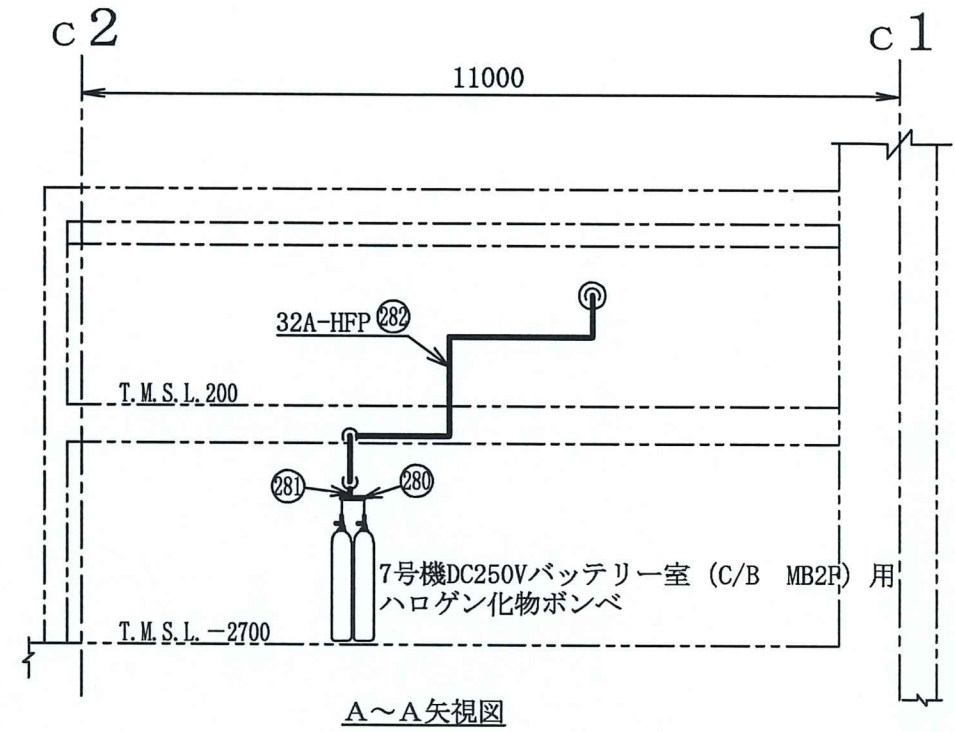 c2
c1
11000
32A-HFP 282
T.M.S.L.200
281
280
7号機DC250Vバッテリー室（C/B　MB2F）用
ハロゲン化物ボンベ
T.M.S.L.－2700
A～A矢視図